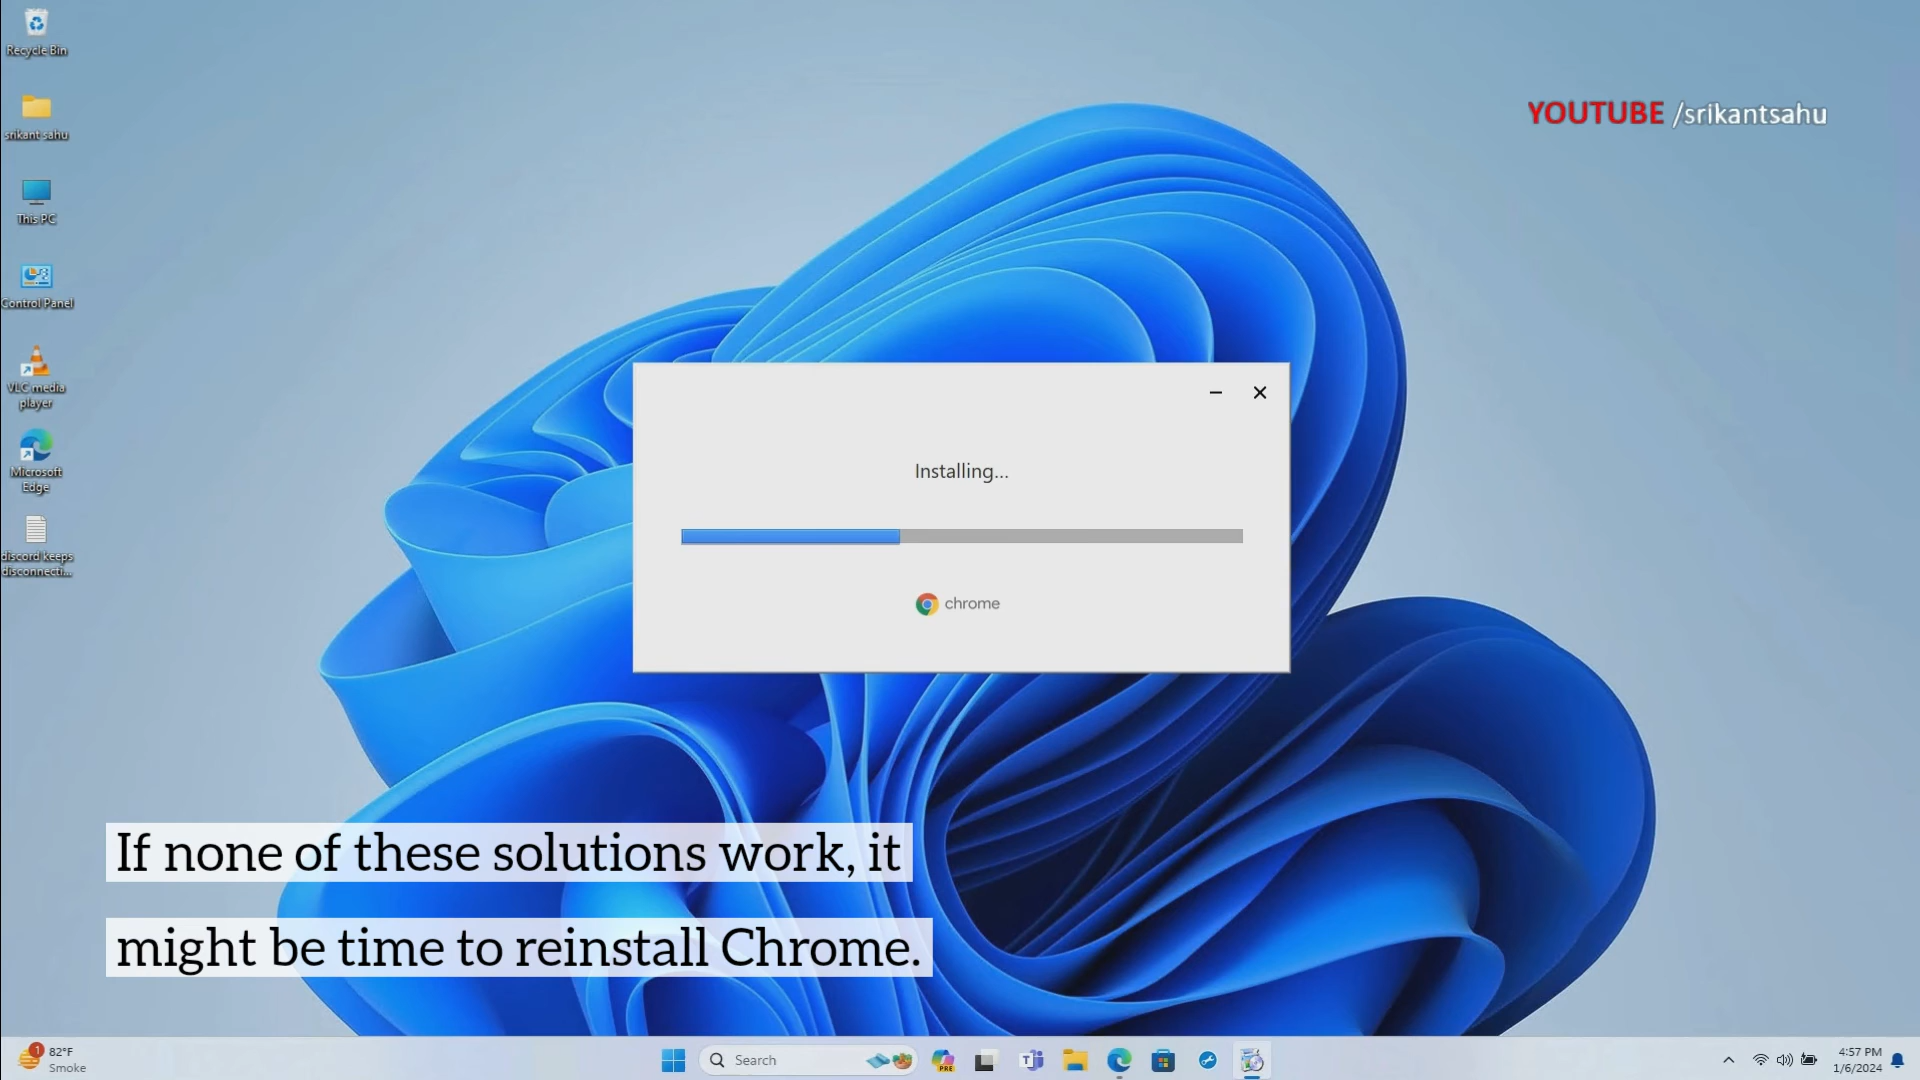 Recycle Bin
YOUTUBE /srikantsahu
srikant sahu
This PC
Control Panel
VLC media
player
Microsoft
Edge
discord keeps
disconnecti...
Installing...
chrome
If none of these solutions work, it
might be time to reinstall Chrome.
1
82°F
Smoke
Search
PRE
4:57 PM
1/6/2024